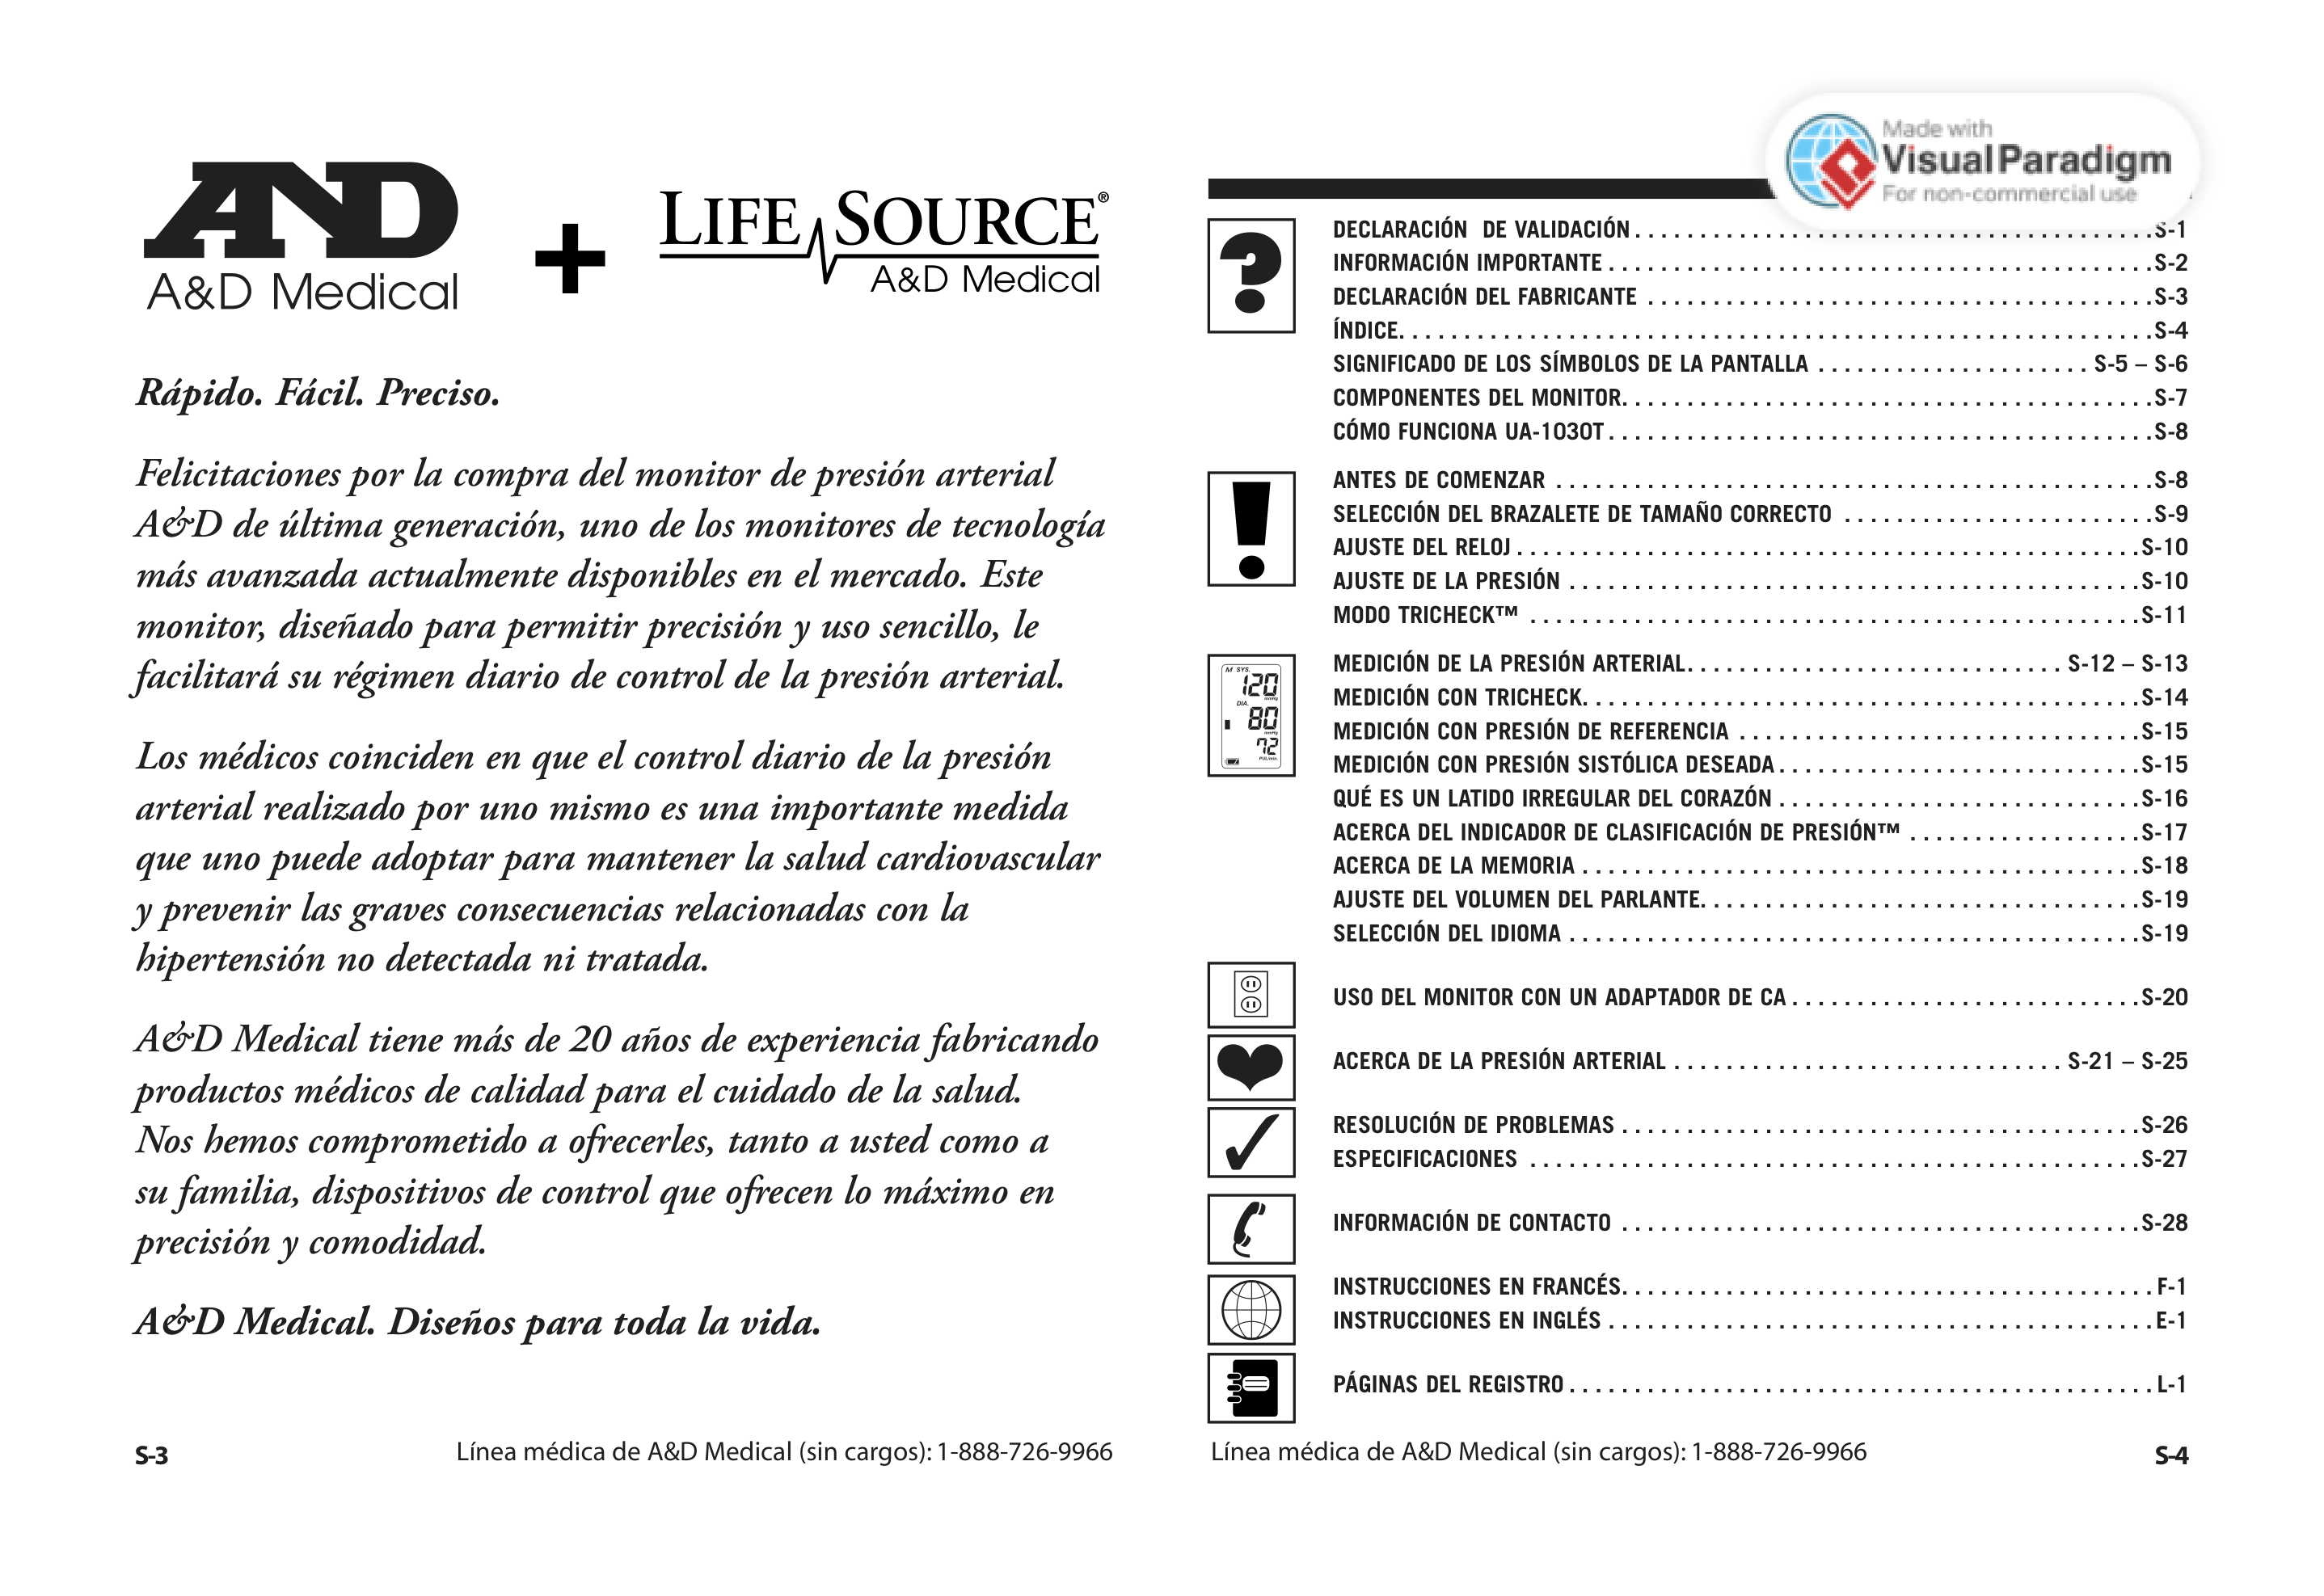 AND
A&D Medical
+
LIFE SOURCE®
A&D Medical
Rápido. Fácil. Preciso.
Felicitaciones por la compra del monitor de presión arterial
A&D de última generación, uno de los monitores de tecnología
más avanzada actualmente disponibles en el mercado. Este
monitor, diseñado para permitir precisión y uso sencillo, le
facilitará su régimen diario de control de la presión arterial.
Los médicos coinciden en que el control diario de la presión
arterial realizado por uno mismo es una importante medida
que uno puede adoptar para mantener la salud cardiovascular
y prevenir las graves consecuencias relacionadas con la
hipertensión no detectada ni tratada.
A&D Medical tiene más de 20 años de experiencia fabricando
productos médicos de calidad para el cuidado de la salud.
Nos hemos comprometido a ofrecerles, tanto a usted como a
su familia, dispositivos de control que ofrecen lo máximo en
precisión y comodidad.
A&D Medical. Diseños para toda la vida.
S-3 Línea médica de A&D Medical (sin cargos): 1-888-726-9966
Made with
Visual Paradigm
For non-commercial use
DECLARACIÓN DE VALIDACIÓN . . . . . S-1
INFORMACIÓN IMPORTANTE . . . . . S-2
DECLARACIÓN DEL FABRICANTE . . . . . S-3
ÍNDICE . . . . . S-4
SIGNIFICADO DE LOS SÍMBOLOS DE LA PANTALLA . . . . . S-5 – S-6
COMPONENTES DEL MONITOR . . . . . S-7
CÓMO FUNCIONA UA-1030T . . . . . S-8
ANTES DE COMENZAR . . . . . S-8
SELECCIÓN DEL BRAZALETE DE TAMAÑO CORRECTO . . . . . S-9
AJUSTE DEL RELOJ . . . . . S-10
AJUSTE DE LA PRESIÓN . . . . . S-10
MODO TRICHECK™ . . . . . S-11
M SYS.
120
mmHg
DIA.
80
mmHg
72
PUL/min.
MEDICIÓN DE LA PRESIÓN ARTERIAL . . . . . S-12 – S-13
MEDICIÓN CON TRICHECK . . . . . S-14
MEDICIÓN CON PRESIÓN DE REFERENCIA . . . . . S-15
MEDICIÓN CON PRESIÓN SISTÓLICA DESEADA . . . . . S-15
QUÉ ES UN LATIDO IRREGULAR DEL CORAZÓN . . . . . S-16
ACERCA DEL INDICADOR DE CLASIFICACIÓN DE PRESIÓN™ . . . . . S-17
ACERCA DE LA MEMORIA . . . . . S-18
AJUSTE DEL VOLUMEN DEL PARLANTE . . . . . S-19
SELECCIÓN DEL IDIOMA . . . . . S-19
USO DEL MONITOR CON UN ADAPTADOR DE CA . . . . . S-20
ACERCA DE LA PRESIÓN ARTERIAL . . . . . S-21 – S-25
RESOLUCIÓN DE PROBLEMAS . . . . . S-26
ESPECIFICACIONES . . . . . S-27
INFORMACIÓN DE CONTACTO . . . . . S-28
INSTRUCCIONES EN FRANCÉS . . . . . F-1
INSTRUCCIONES EN INGLÉS . . . . . E-1
PÁGINAS DEL REGISTRO . . . . . L-1
Línea médica de A&D Medical (sin cargos): 1-888-726-9966 S-4